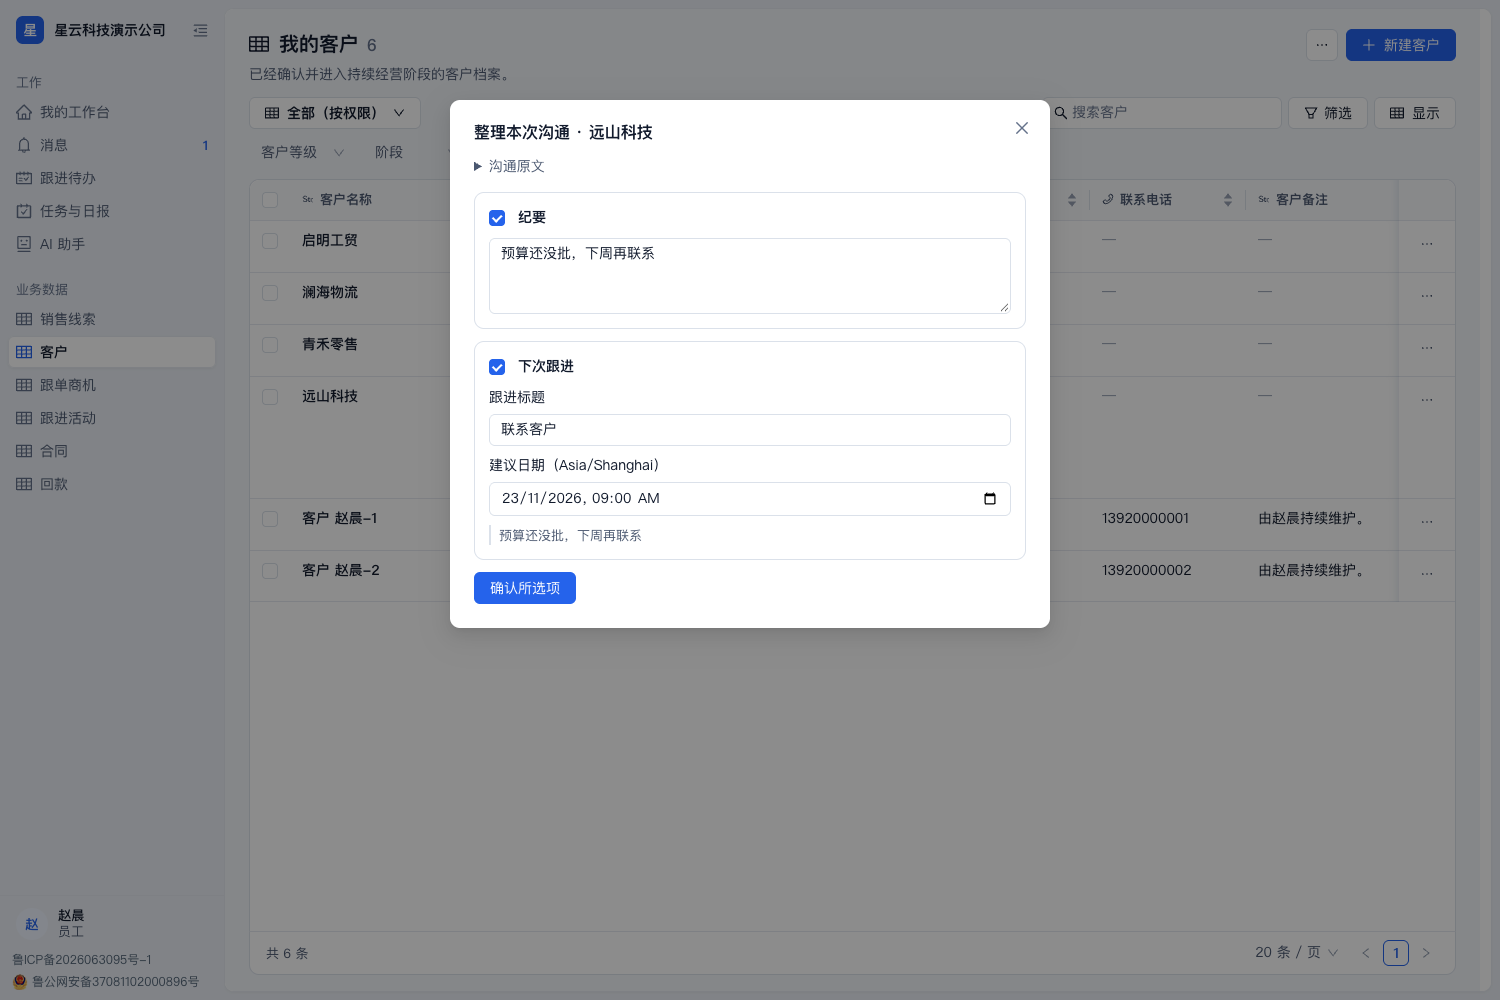 星 星云科技演示公司
工作
我的工作台
消息 1
跟进待办
任务与日报
AI 助手
业务数据
销售线索
客户
跟单商机
跟进活动
合同
回款
赵 赵晨
员工
鲁ICP备2026063095号-1
鲁公网安备37081102000896号
我的客户 6
已经确认并进入持续经营阶段的客户档案。
... + 新建客户
全部（按权限） 搜索客户 筛选 显示
客户等级 阶段
Str 客户名称 联系电话 Str 客户备注
启明工贸 — — ...
澜海物流 — — ...
青禾零售 — — ...
远山科技 — — ...
客户 赵晨-1 13920000001 由赵晨持续维护。 ...
客户 赵晨-2 13920000002 由赵晨持续维护。 ...
共 6 条 20 条 / 页 < 1 >
整理本次沟通 · 远山科技
沟通原文
纪要
预算还没批，下周再联系
下次跟进
跟进标题
联系客户
建议日期（Asia/Shanghai）
23/11/2026, 09:00 AM
预算还没批，下周再联系
确认所选项